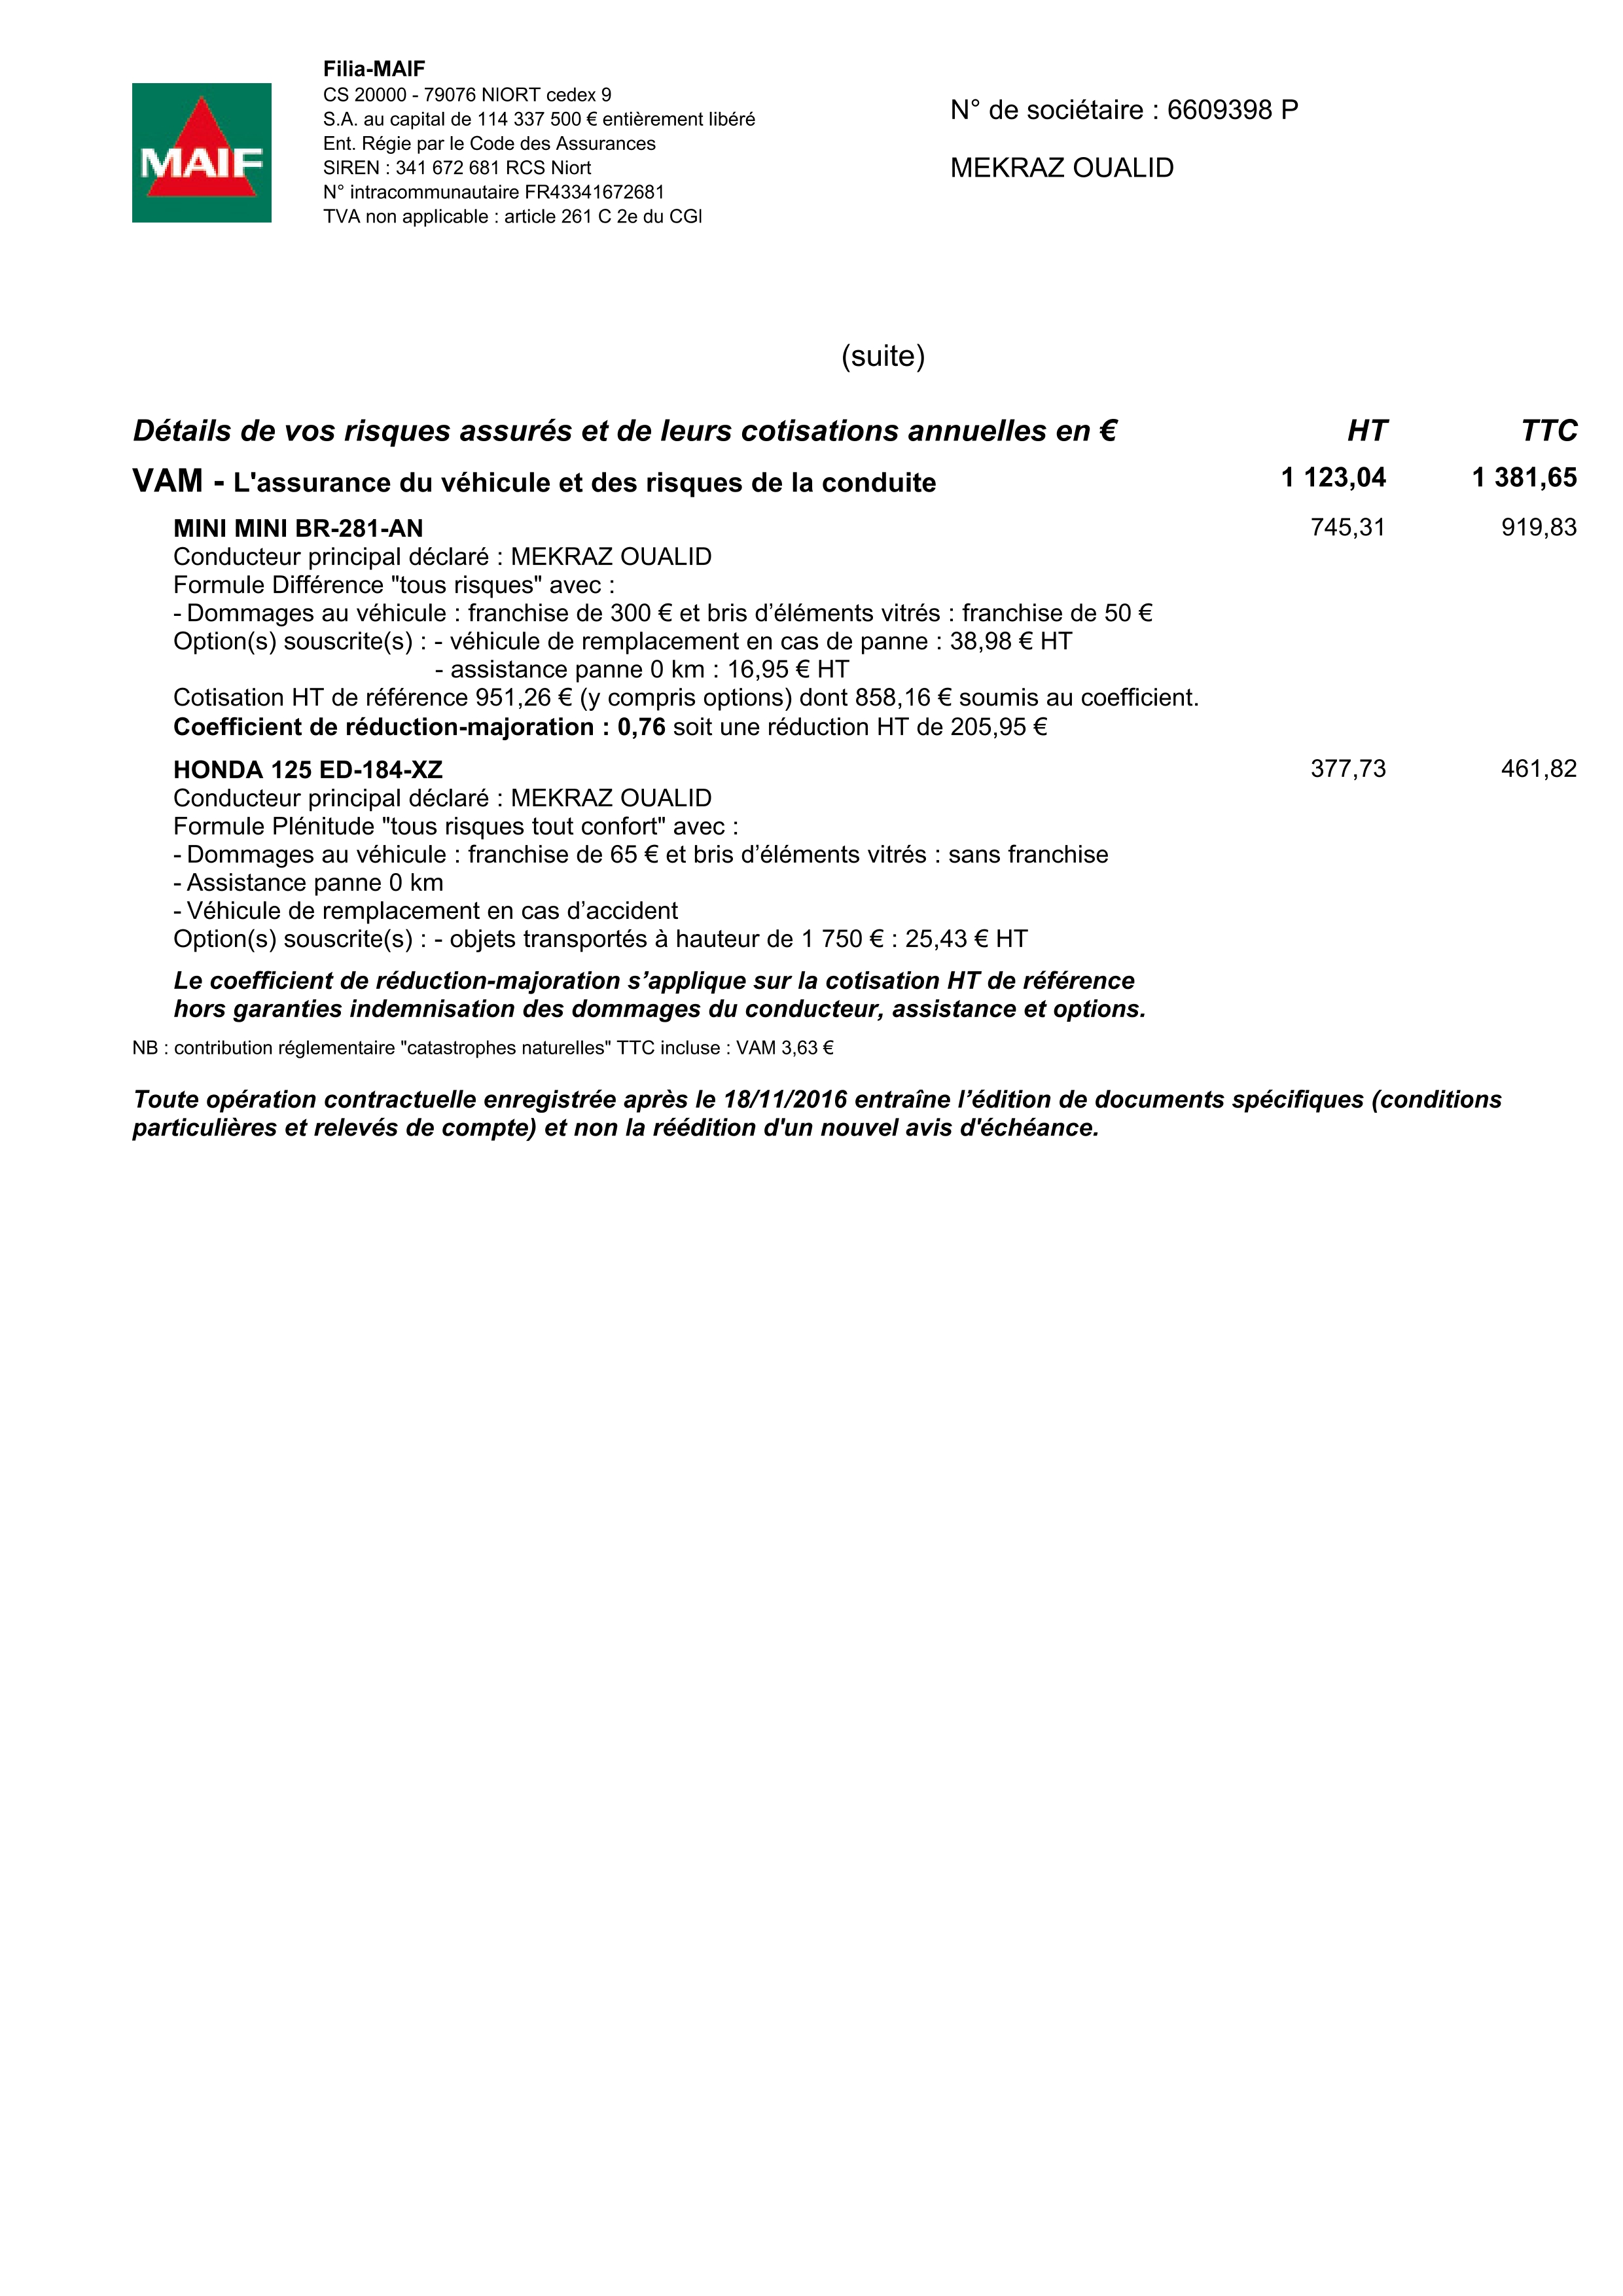 MAIF
Filia-MAIF
CS 20000 - 79076 NIORT cedex 9
S.A. au capital de 114 337 500 € entièrement libéré
Ent. Régie par le Code des Assurances
SIREN : 341 672 681 RCS Niort
N° intracommunautaire FR43341672681
TVA non applicable : article 261 C 2e du CGI
N° de sociétaire : 6609398 P
MEKRAZ OUALID
(suite)
Détails de vos risques assurés et de leurs cotisations annuelles en € HT TTC
VAM - L'assurance du véhicule et des risques de la conduite 1 123,04 1 381,65
MINI MINI BR-281-AN 745,31 919,83
Conducteur principal déclaré : MEKRAZ OUALID
Formule Différence "tous risques" avec :
- Dommages au véhicule : franchise de 300 € et bris d’éléments vitrés : franchise de 50 €
Option(s) souscrite(s) : - véhicule de remplacement en cas de panne : 38,98 € HT
- assistance panne 0 km : 16,95 € HT
Cotisation HT de référence 951,26 € (y compris options) dont 858,16 € soumis au coefficient.
Coefficient de réduction-majoration : 0,76 soit une réduction HT de 205,95 €
HONDA 125 ED-184-XZ 377,73 461,82
Conducteur principal déclaré : MEKRAZ OUALID
Formule Plénitude "tous risques tout confort" avec :
- Dommages au véhicule : franchise de 65 € et bris d’éléments vitrés : sans franchise
- Assistance panne 0 km
- Véhicule de remplacement en cas d’accident
Option(s) souscrite(s) : - objets transportés à hauteur de 1 750 € : 25,43 € HT
Le coefficient de réduction-majoration s’applique sur la cotisation HT de référence
hors garanties indemnisation des dommages du conducteur, assistance et options.
NB : contribution réglementaire "catastrophes naturelles" TTC incluse : VAM 3,63 €
Toute opération contractuelle enregistrée après le 18/11/2016 entraîne l’édition de documents spécifiques (conditions
particulières et relevés de compte) et non la réédition d'un nouvel avis d'échéance.